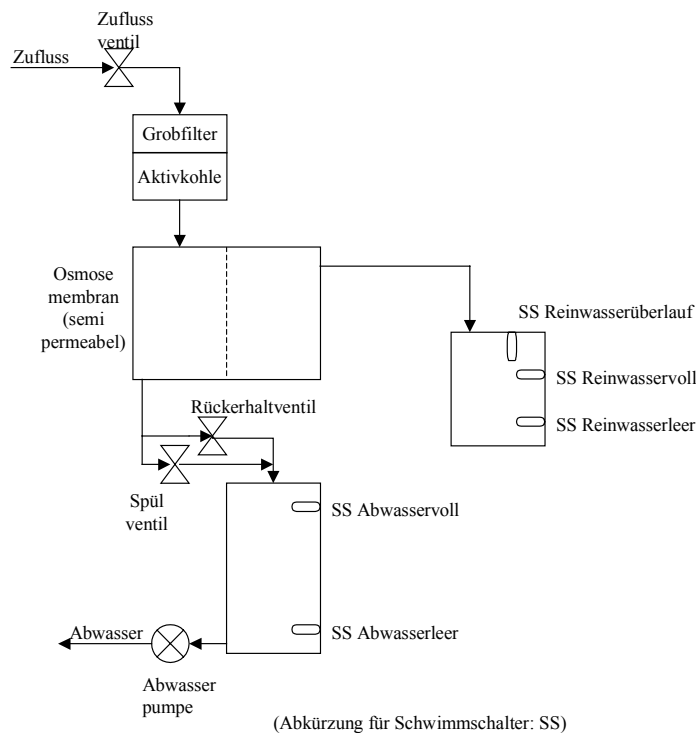 Zufluss
ventil
Zufluss
Grobfilter
Aktivkohle
Osmose
membran
(semi
permeabel)
SS Reinwasserüberlauf
SS Reinwasservoll
SS Reinwasserleer
Rückerhaltventil
Spül
ventil
SS Abwasservoll
SS Abwasserleer
Abwasser
Abwasser
pumpe
(Abkürzung für Schwimmschalter: SS)